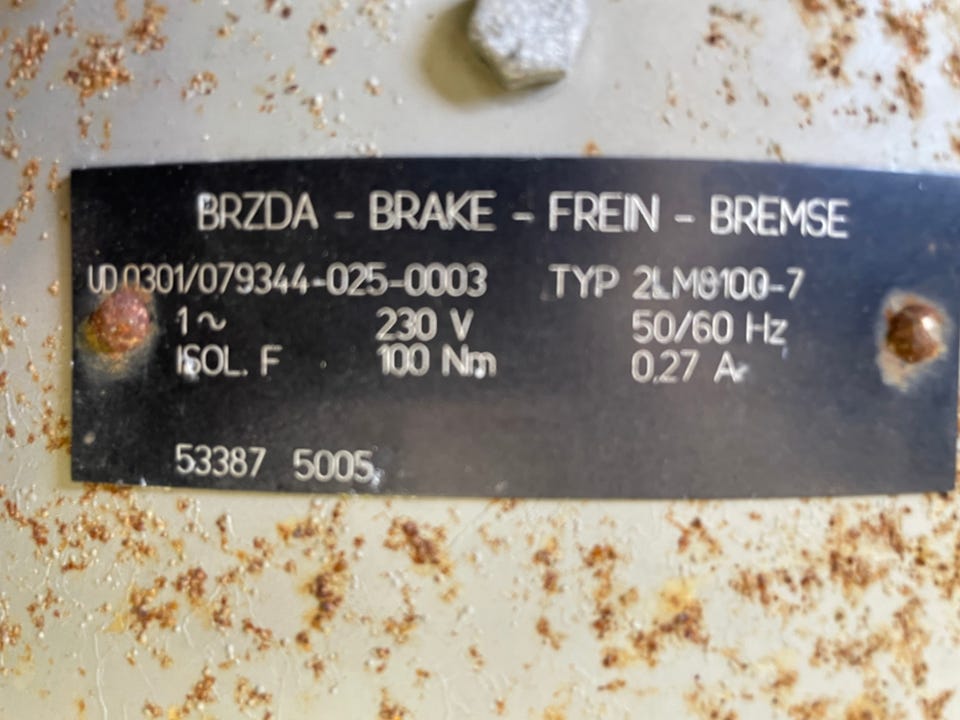 BRZDA - BRAKE - FREIN - BREMSE
UD 0301/079344-025-0003 TYP 2LM8100-7
1~ 230 V 50/60 Hz
ISOL. F 100 Nm 0.27 A
53387 5005